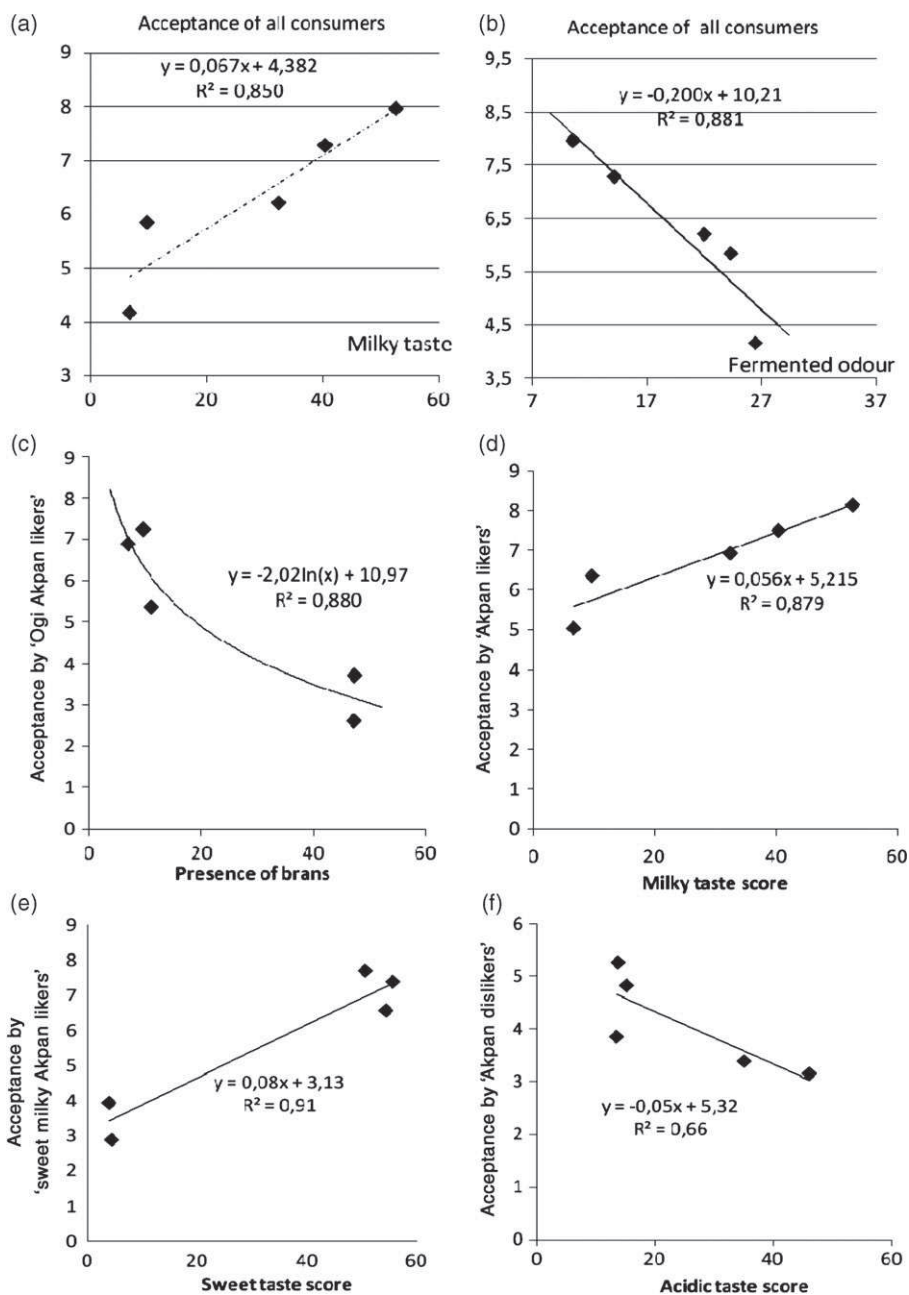 (a)
Acceptance of all consumers
y = 0,067x + 4,382
R² = 0,850
9
8
7
6
5
4
3
0 20 40 60
Milky taste
(b)
Acceptance of all consumers
y = -0,200x + 10,21
R² = 0,881
9,5
8,5
7,5
6,5
5,5
4,5
3,5
7 17 27 37
Fermented odour
(c)
Acceptance by 'Ogi Akpan likers'
y = -2,02ln(x) + 10,97
R² = 0,880
9
8
7
6
5
4
3
2
1
0
0 20 40 60
Presence of brans
(d)
Acceptance by 'Akpan likers'
y = 0,056x + 5,215
R² = 0,879
9
8
7
6
5
4
3
2
1
0
0 20 40 60
Milky taste score
(e)
Acceptance by
'sweet milky Akpan likers'
y = 0,08x + 3,13
R² = 0,91
9
8
7
6
5
4
3
2
1
0
0 20 40 60
Sweet taste score
(f)
Acceptance by 'Akpan dislikers'
y = -0,05x + 5,32
R² = 0,66
6
5
4
3
2
1
0
0 20 40 60
Acidic taste score